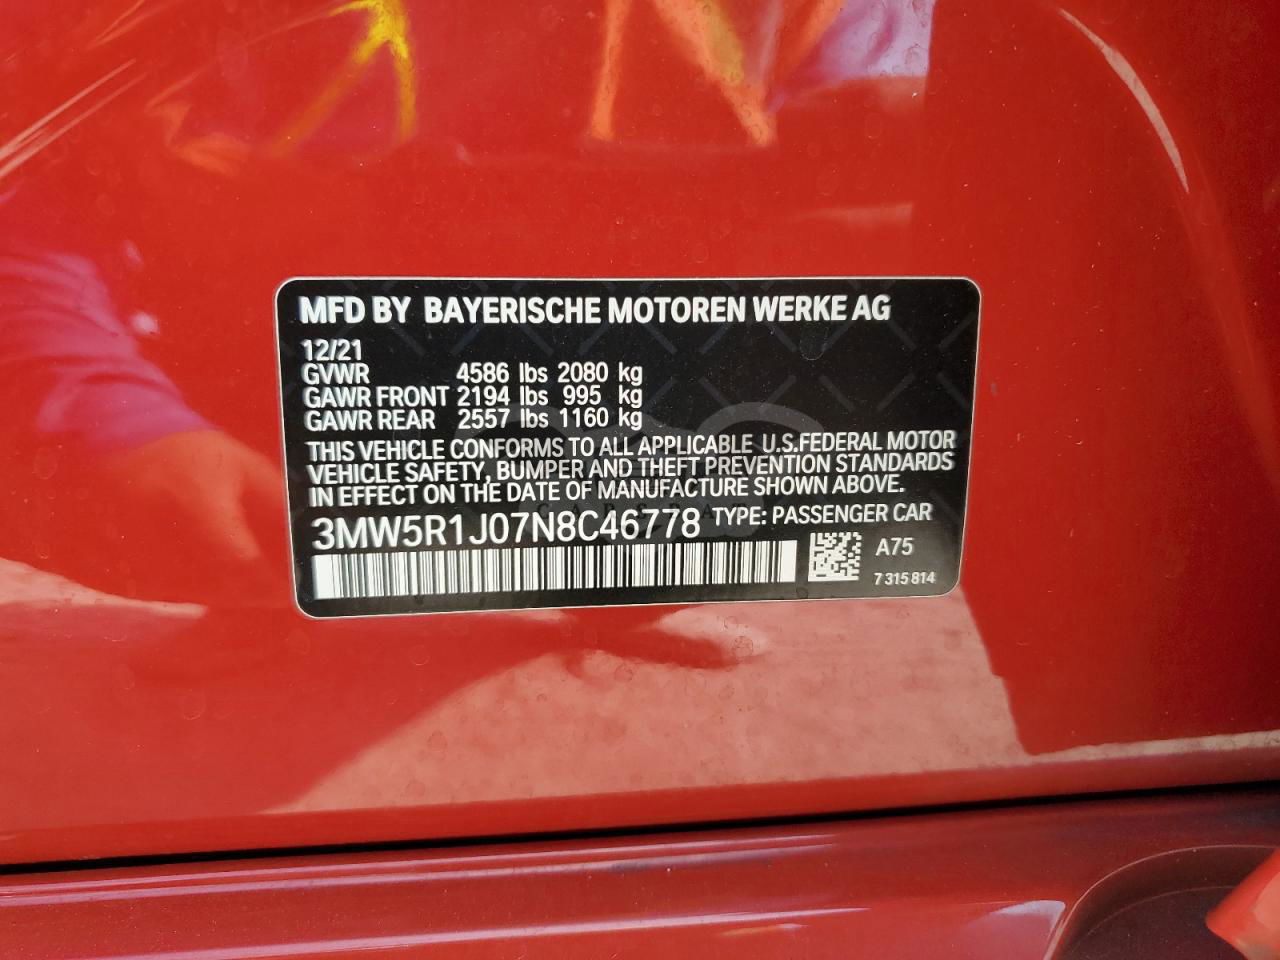 MFD BY BAYERISCHE MOTOREN WERKE AG
12/21
GVWR 4586 lbs 2080 kg
GAWR FRONT 2194 lbs 995 kg
GAWR REAR 2557 lbs 1160 kg
THIS VEHICLE CONFORMS TO ALL APPLICABLE U.S.FEDERAL MOTOR
VEHICLE SAFETY, BUMPER AND THEFT PREVENTION STANDARDS
IN EFFECT ON THE DATE OF MANUFACTURE SHOWN ABOVE.
3MW5R1J07N8C46778 TYPE: PASSENGER CAR
A75
7 315 814